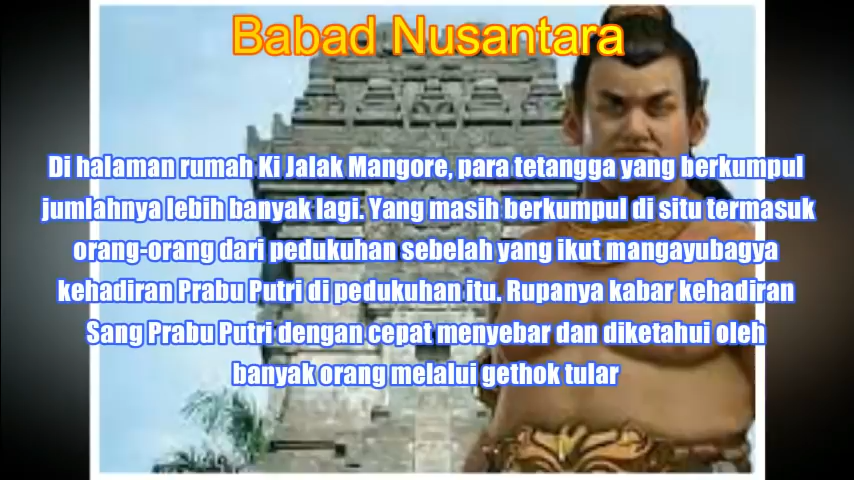 Babad Nusantara
Di halaman rumah Ki Jalak Mangore, para tetangga yang berkumpul
jumlahnya lebih banyak lagi. Yang masih berkumpul di situ termasuk
orang-orang dari pedukuhan sebelah yang ikut mangayubagya
kehadiran Prabu Putri di pedukuhan itu. Rupanya kabar kehadiran
Sang Prabu Putri dengan cepat menyebar dan diketahui oleh
banyak orang melalui gethok tular